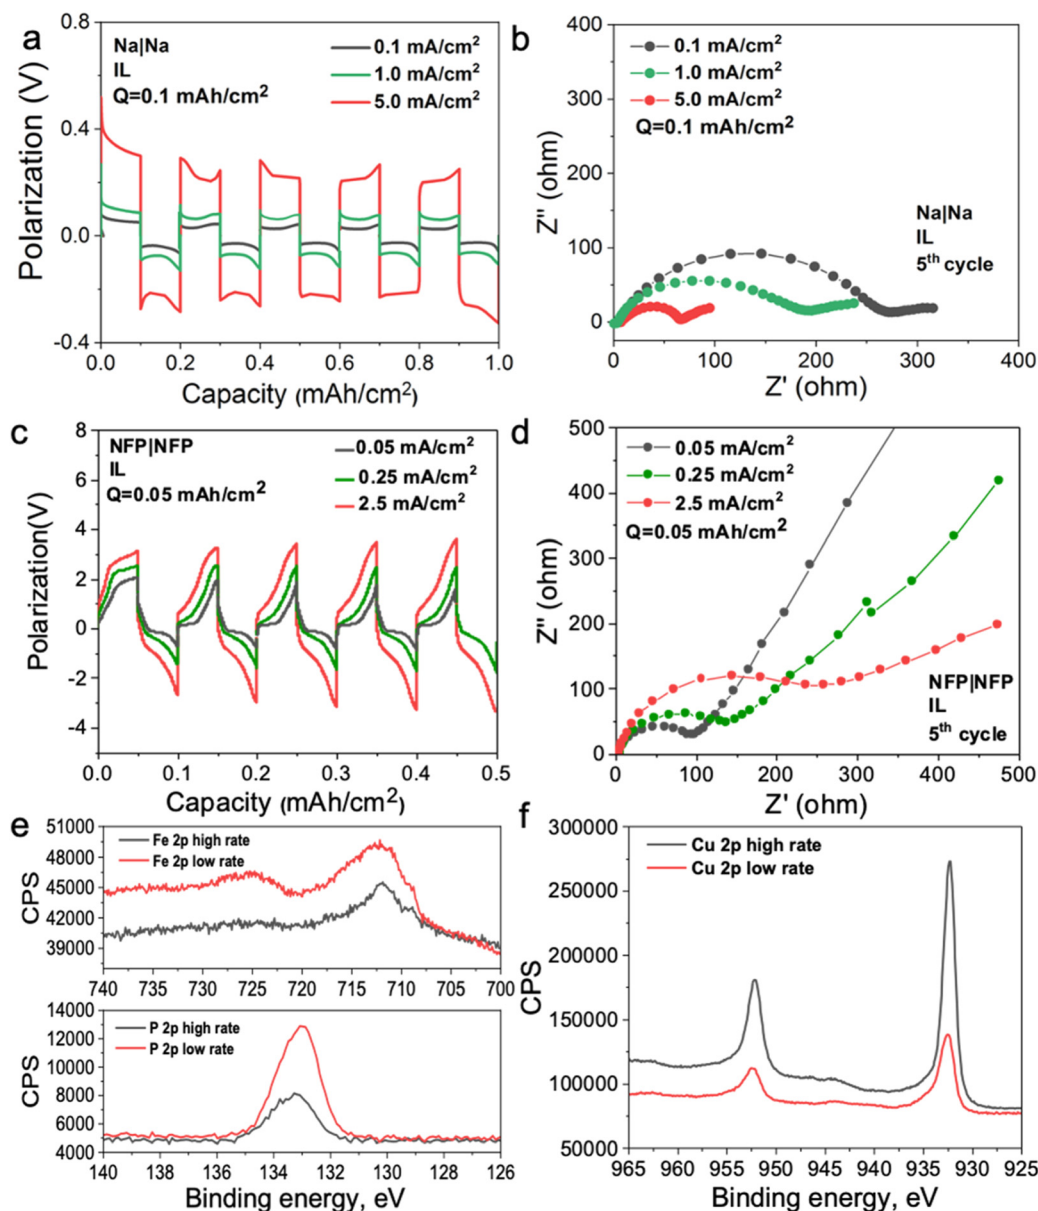 a
Na|Na
IL
Q=0.1 mAh/cm²
0.1 mA/cm²
1.0 mA/cm²
5.0 mA/cm²
Polarization (V)
0.8
0.4
0.0
-0.4
0.0 0.2 0.4 0.6 0.8 1.0
Capacity (mAh/cm²)
b
0.1 mA/cm²
1.0 mA/cm²
5.0 mA/cm²
Q=0.1 mAh/cm²
Na|Na
IL
5th cycle
Z'' (ohm)
400
300
200
100
0
0 100 200 300 400
Z' (ohm)
c
NFP|NFP
IL
Q=0.05 mAh/cm²
0.05 mA/cm²
0.25 mA/cm²
2.5 mA/cm²
Polarization(V)
8
6
4
2
0
-2
-4
0.0 0.1 0.2 0.3 0.4 0.5
Capacity (mAh/cm²)
d
0.05 mA/cm²
0.25 mA/cm²
2.5 mA/cm²
Q=0.05 mAh/cm²
NFP|NFP
IL
5th cycle
Z'' (ohm)
500
400
300
200
100
0
0 100 200 300 400 500
Z' (ohm)
e
Fe 2p high rate
Fe 2p low rate
CPS
51000
48000
45000
42000
39000
740 735 730 725 720 715 710 705 700
P 2p high rate
P 2p low rate
CPS
14000
12000
10000
8000
6000
4000
140 138 136 134 132 130 128 126
Binding energy, eV
f
Cu 2p high rate
Cu 2p low rate
CPS
300000
250000
200000
150000
100000
50000
965 960 955 950 945 940 935 930 925
Binding energy, eV